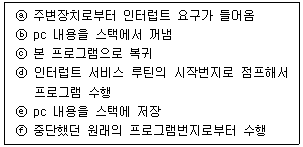 ⓐ 주변장치로부터 인터럽트 요구가 들어옴
ⓑ pc 내용을 스택에서 꺼냄
ⓒ 본 프로그램으로 복귀
ⓓ 인터럽트 서비스 루틴의 시작번지로 점프해서
프로그램 수행
ⓔ pc 내용을 스택에 저장
ⓕ 중단했던 원래의 프로그램번지로부터 수행